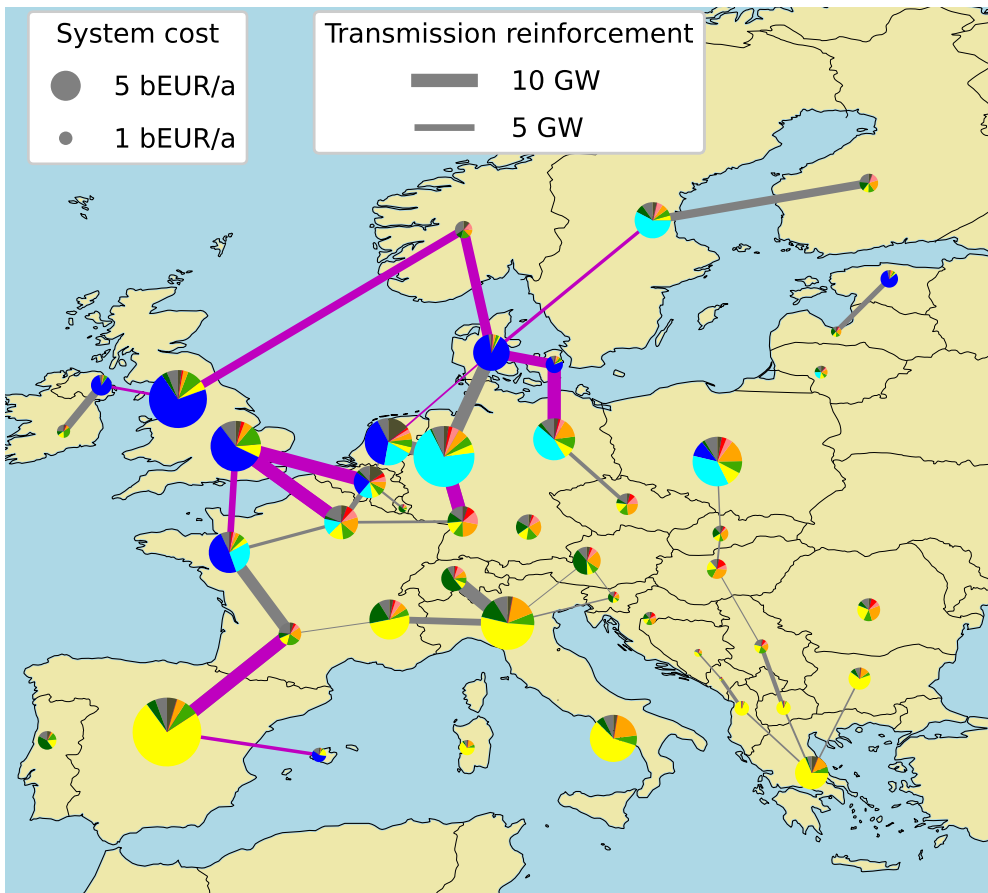 System cost
5 bEUR/a
1 bEUR/a
Transmission reinforcement
10 GW
5 GW